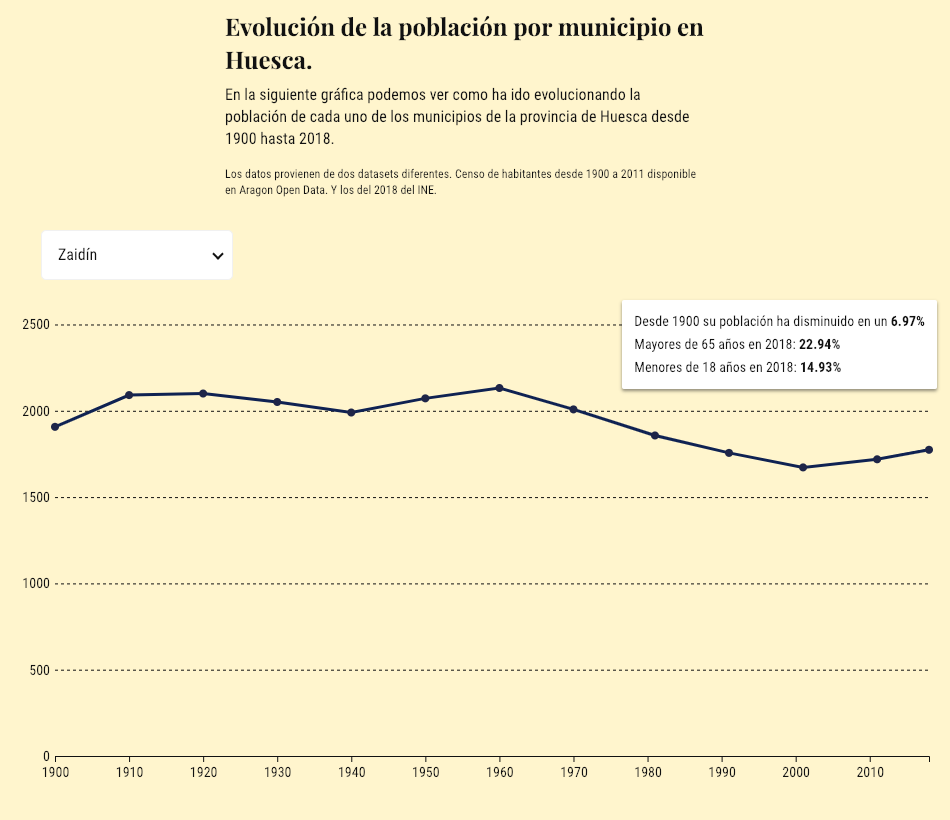 Evolución de la población por municipio en
Huesca.
En la siguiente gráfica podemos ver como ha ido evolucionando la
población de cada uno de los municipios de la provincia de Huesca desde
1900 hasta 2018.
Los datos provienen de dos datasets diferentes. Censo de habitantes desde 1900 a 2011 disponible
en Aragon Open Data. Y los del 2018 del INE.
Zaidín
Desde 1900 su población ha disminuido en un 6.97%
Mayores de 65 años en 2018: 22.94%
Menores de 18 años en 2018: 14.93%
2500
2000
1500
1000
500
0
1900 1910 1920 1930 1940 1950 1960 1970 1980 1990 2000 2010